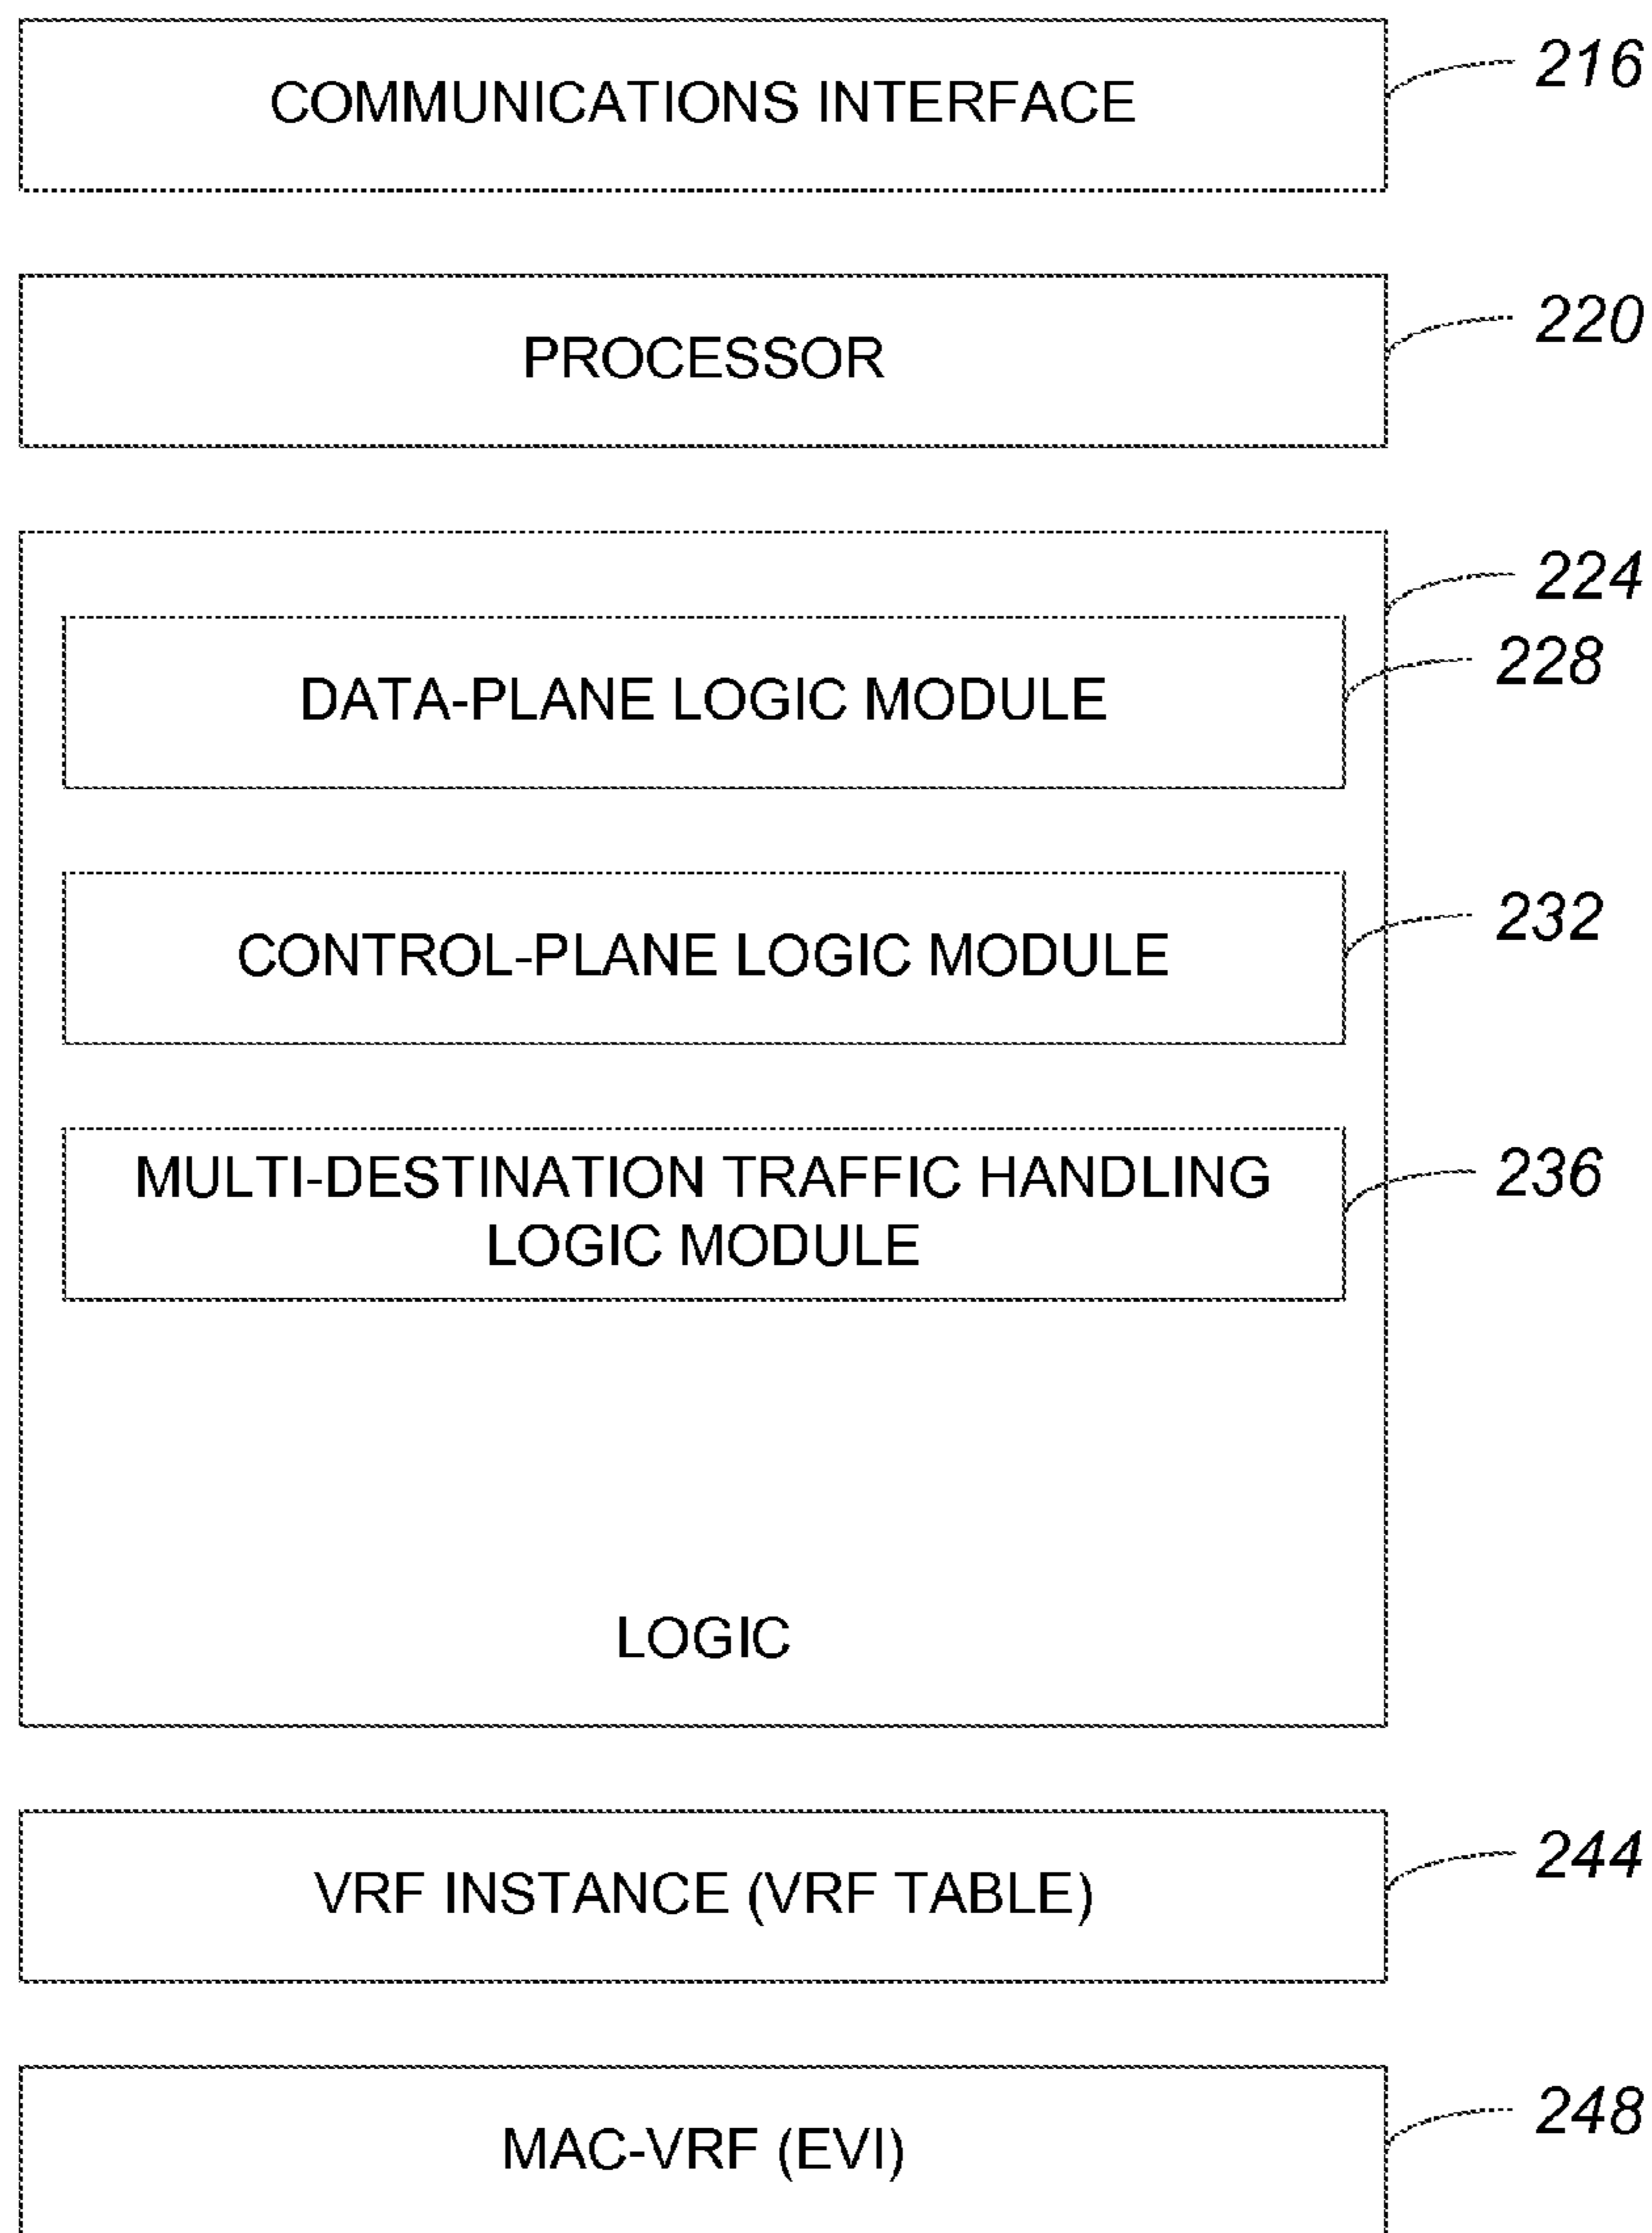 COMMUNICATIONS INTERFACE
216
PROCESSOR
220
224
DATA-PLANE LOGIC MODULE
228
CONTROL-PLANE LOGIC MODULE
232
MULTI-DESTINATION TRAFFIC HANDLING
LOGIC MODULE
236
LOGIC
VRF INSTANCE (VRF TABLE)
244
MAC-VRF (EVI)
248